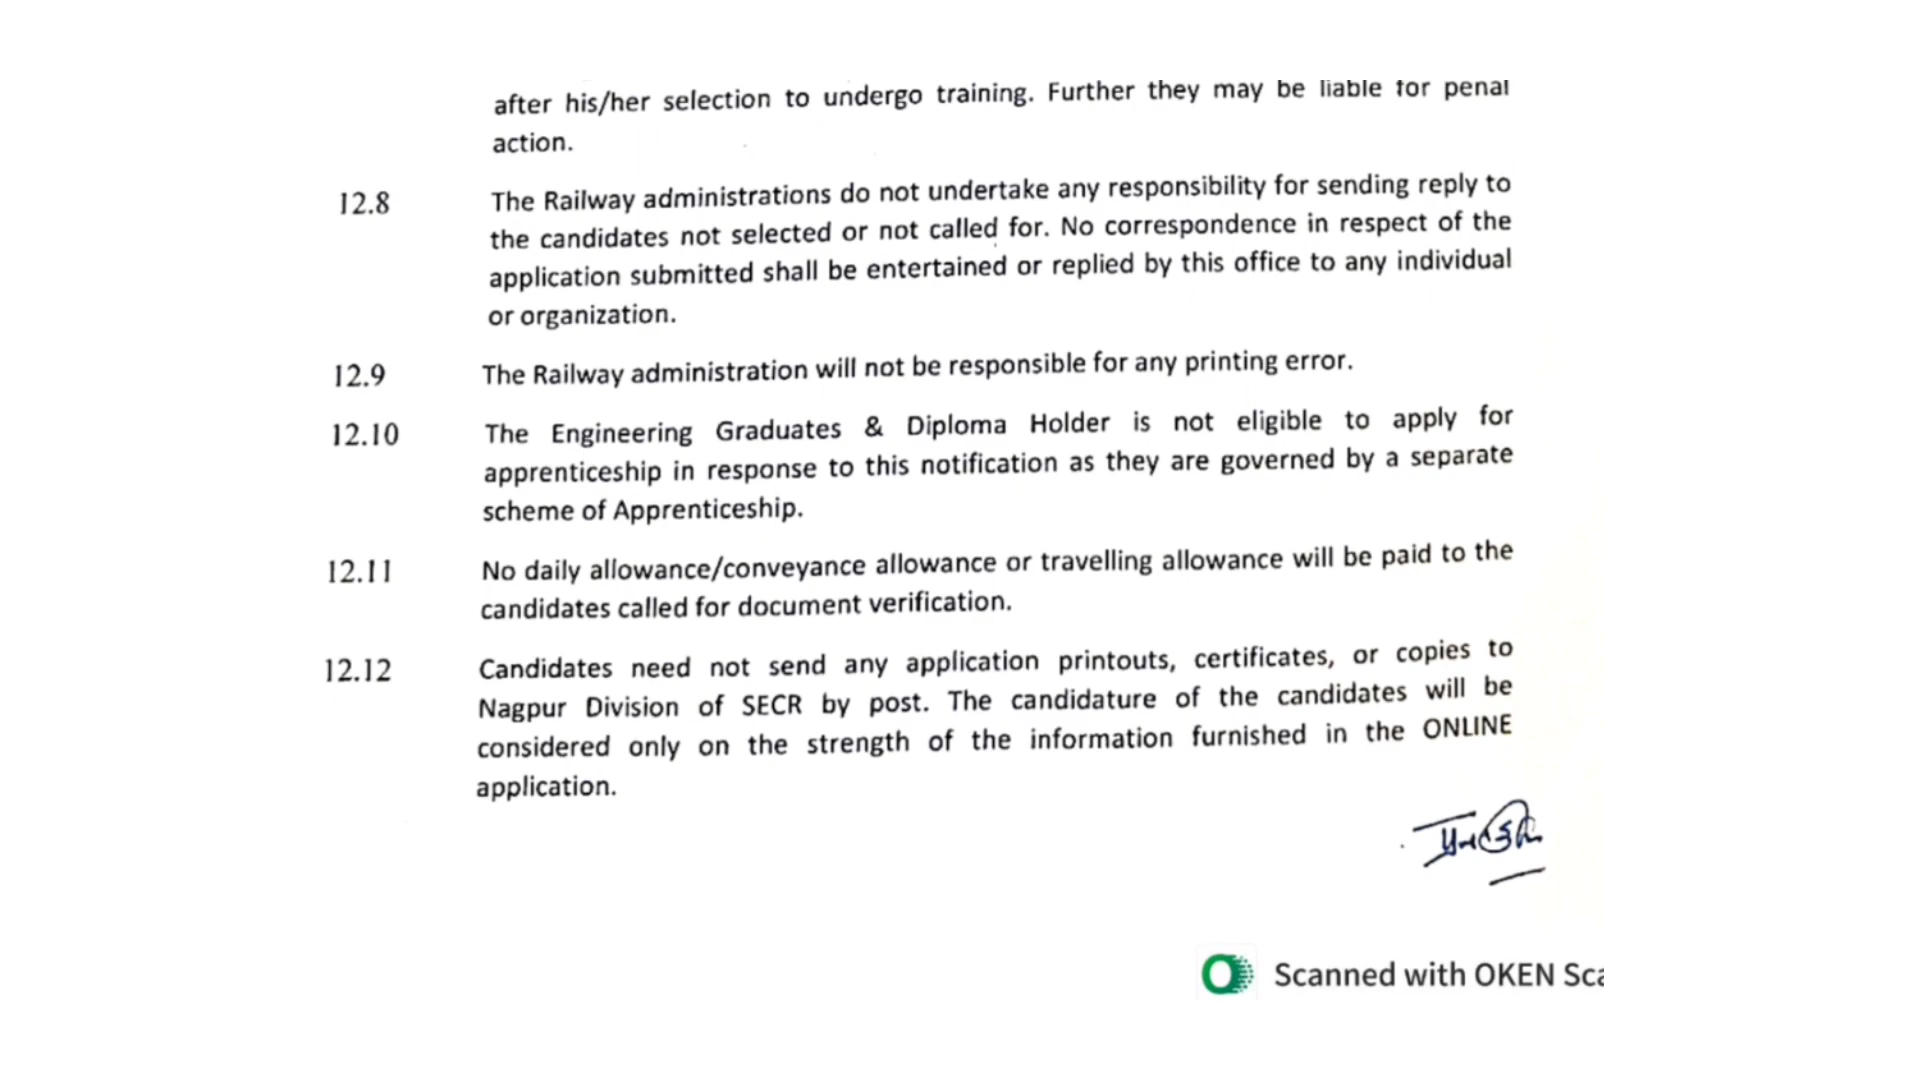 after his/her selection to undergo training. Further they may be liable for penal
action.
12.8 The Railway administrations do not undertake any responsibility for sending reply to
the candidates not selected or not called for. No correspondence in respect of the
application submitted shall be entertained or replied by this office to any individual
or organization.
12.9 The Railway administration will not be responsible for any printing error.
12.10 The Engineering Graduates & Diploma Holder is not eligible to apply for
apprenticeship in response to this notification as they are governed by a separate
scheme of Apprenticeship.
12.11 No daily allowance/conveyance allowance or travelling allowance will be paid to the
candidates called for document verification.
12.12 Candidates need not send any application printouts, certificates, or copies to
Nagpur Division of SECR by post. The candidature of the candidates will be
considered only on the strength of the information furnished in the ONLINE
application.
Scanned with OKEN